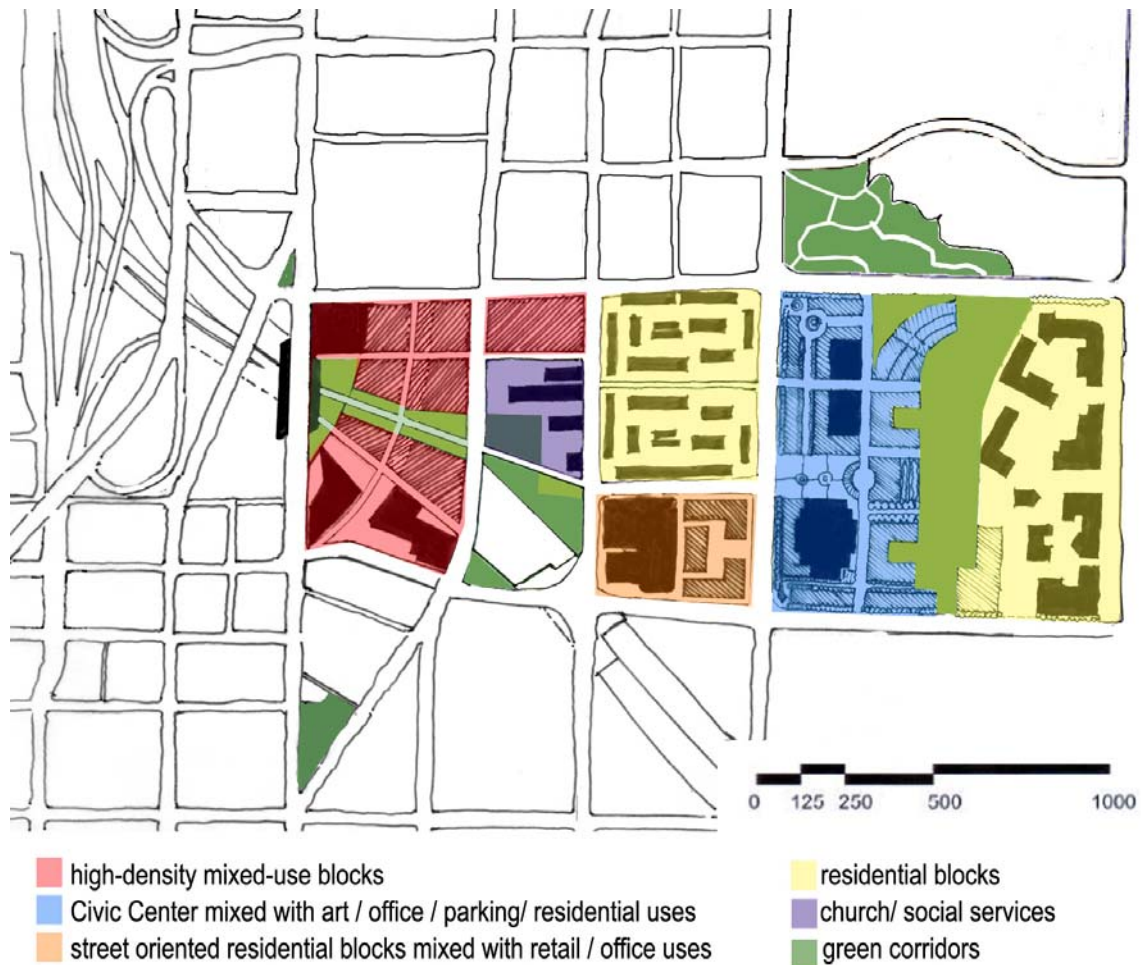 0 125 250 500 1000
high-density mixed-use blocks
Civic Center mixed with art / office / parking/ residential uses
street oriented residential blocks mixed with retail / office uses
residential blocks
church/ social services
green corridors